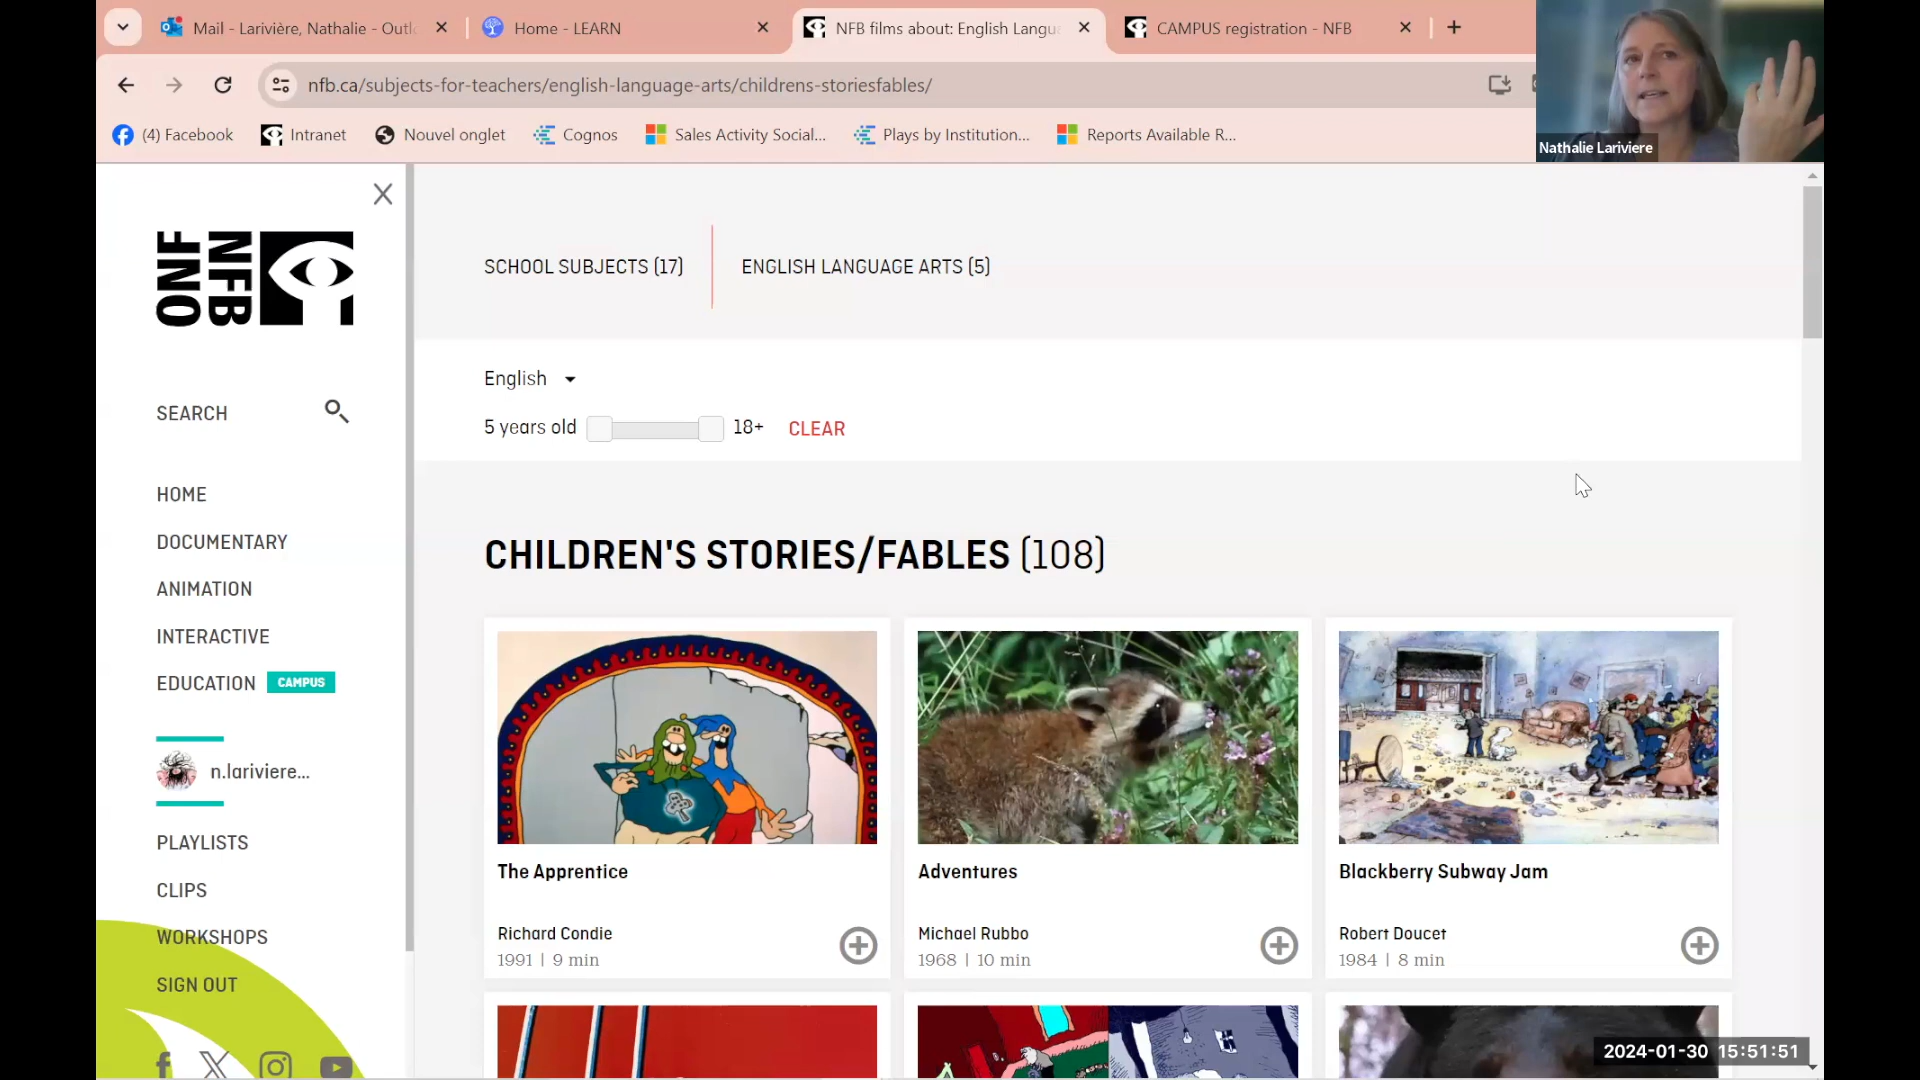 Mail - Larivière, Nathalie - Outlo
Home - LEARN
NFB films about: English Langua
CAMPUS registration - NFB
nfb.ca/subjects-for-teachers/english-language-arts/childrens-storiesfables/
(4) Facebook
Intranet
Nouvel onglet
Cognos
Sales Activity Social...
Plays by Institution...
Reports Available R...
Nathalie Lariviere
ONF
NFB
SEARCH
HOME
DOCUMENTARY
ANIMATION
INTERACTIVE
EDUCATION CAMPUS
n.lariviere...
PLAYLISTS
CLIPS
WORKSHOPS
SIGN OUT
SCHOOL SUBJECTS (17)
ENGLISH LANGUAGE ARTS (5)
English
5 years old 18+ CLEAR
CHILDREN'S STORIES/FABLES (108)
The Apprentice
Richard Condie
1991 | 9 min
Adventures
Michael Rubbo
1968 | 10 min
Blackberry Subway Jam
Robert Doucet
1984 | 8 min
2024-01-30 15:51:51